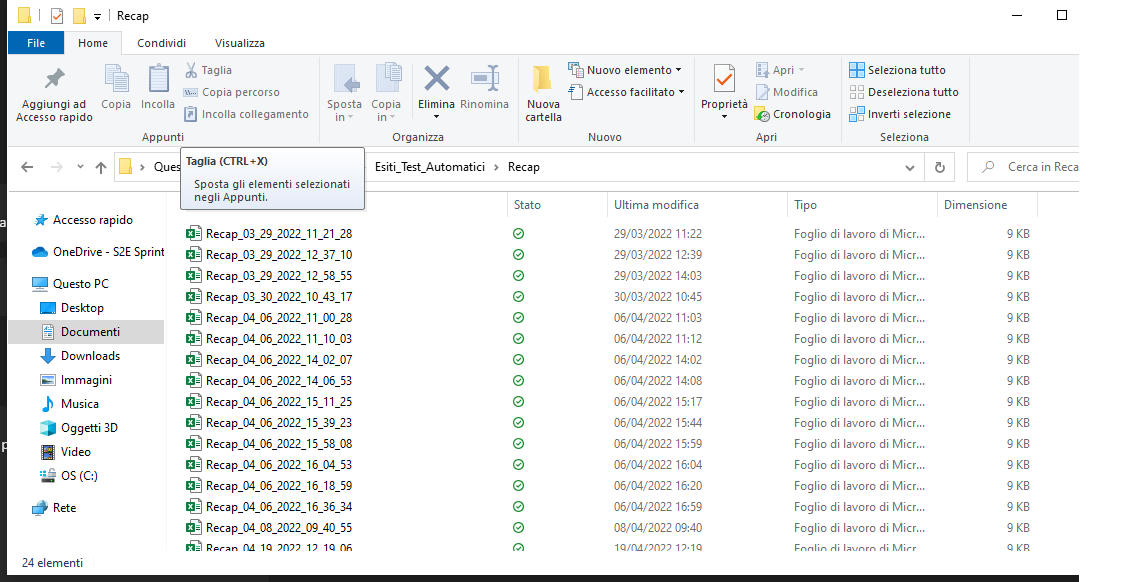 Recap
File Home Condividi Visualizza
Aggiungi ad Accesso rapido
Copia
Incolla
Taglia
Copia percorso
Incolla collegamento
Appunti
Sposta in
Copia in
Elimina
Rinomina
Organizza
Nuova cartella
Nuovo elemento
Accesso facilitato
Nuovo
Proprietà
Apri
Modifica
Cronologia
Apri
Seleziona tutto
Deseleziona tutto
Inverti selezione
Seleziona
Esiti_Test_Automatici > Recap
Cerca in Reca
Taglia (CTRL+X)
Sposta gli elementi selezionati
negli Appunti.
Accesso rapido
OneDrive - S2E Sprint
Questo PC
Desktop
Documenti
Downloads
Immagini
Musica
Oggetti 3D
Video
OS (C:)
Rete
Stato Ultima modifica Tipo Dimensione
Recap_03_29_2022_11_21_28 29/03/2022 11:22 Foglio di lavoro di Micr... 9 KB
Recap_03_29_2022_12_37_10 29/03/2022 12:39 Foglio di lavoro di Micr... 9 KB
Recap_03_29_2022_12_58_55 29/03/2022 14:03 Foglio di lavoro di Micr... 9 KB
Recap_03_30_2022_10_43_17 30/03/2022 10:45 Foglio di lavoro di Micr... 9 KB
Recap_04_06_2022_11_00_28 06/04/2022 11:03 Foglio di lavoro di Micr... 9 KB
Recap_04_06_2022_11_10_03 06/04/2022 11:12 Foglio di lavoro di Micr... 9 KB
Recap_04_06_2022_14_02_07 06/04/2022 14:02 Foglio di lavoro di Micr... 9 KB
Recap_04_06_2022_14_06_53 06/04/2022 14:08 Foglio di lavoro di Micr... 9 KB
Recap_04_06_2022_15_11_25 06/04/2022 15:17 Foglio di lavoro di Micr... 9 KB
Recap_04_06_2022_15_39_23 06/04/2022 15:44 Foglio di lavoro di Micr... 9 KB
Recap_04_06_2022_15_58_08 06/04/2022 15:59 Foglio di lavoro di Micr... 9 KB
Recap_04_06_2022_16_04_53 06/04/2022 16:04 Foglio di lavoro di Micr... 9 KB
Recap_04_06_2022_16_18_59 06/04/2022 16:20 Foglio di lavoro di Micr... 9 KB
Recap_04_06_2022_16_36_34 06/04/2022 16:59 Foglio di lavoro di Micr... 9 KB
Recap_04_08_2022_09_40_55 08/04/2022 09:40 Foglio di lavoro di Micr... 9 KB
Recap_04_19_2022_12_19_06 19/04/2022 12:19 Foglio di lavoro di Micr... 9 KB
24 elementi